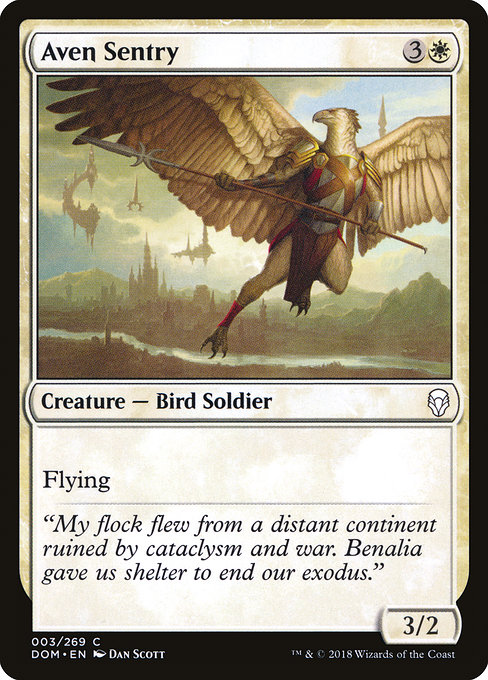 Aven Sentry 3
Creature — Bird Soldier
Flying
“My flock flew from a distant continent
ruined by cataclysm and war. Benalia
gave us shelter to end our exodus.”
3/2
003/269 C
DOM • EN Dan Scott
™ & © 2018 Wizards of the Coast